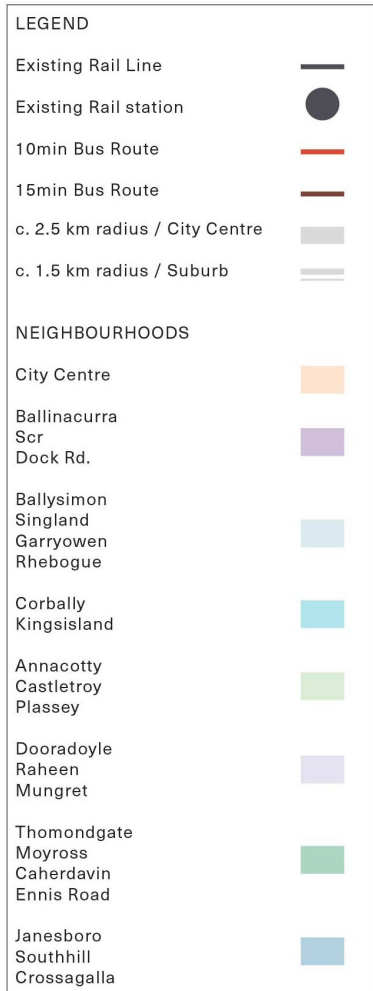 LEGEND
Existing Rail Line
Existing Rail station
10min Bus Route
15min Bus Route
c. 2.5 km radius / City Centre
c. 1.5 km radius / Suburb
NEIGHBOURHOODS
City Centre
Ballinacurra
Scr
Dock Rd.
Ballysimon
Singland
Garryowen
Rhebogue
Corbally
Kingsisland
Annacotty
Castletroy
Plassey
Dooradoyle
Raheen
Mungret
Thomondgate
Moyross
Caherdavin
Ennis Road
Janesboro
Southhill
Crossagalla